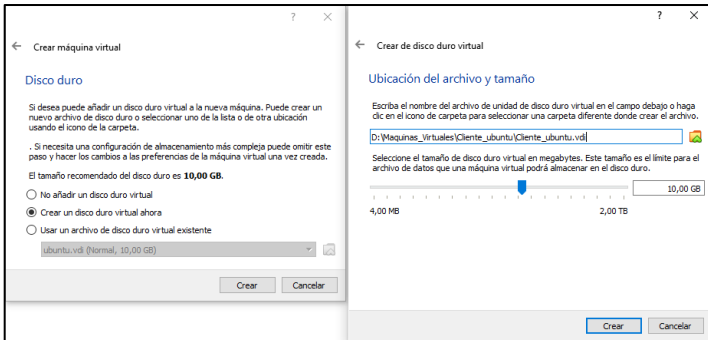 ?
←
Crear máquina virtual
Disco duro
Si desea puede añadir un disco duro virtual a la nueva máquina. Puede crear un
nuevo archivo de disco duro o seleccionar uno de la lista o de otra ubicación
usando el icono de la carpeta.
. Si necesita una configuración de almacenamiento más compleja puede omitir este
paso y hacer los cambios a las preferencias de la máquina virtual una vez creada.
El tamaño recomendado del disco duro es 10,00 GB.
No añadir un disco duro virtual
Crear un disco duro virtual ahora
Usar un archivo de disco duro virtual existente
ubuntu.vdi (Normal, 10,00 GB)
Crear
Cancelar
?
←
Crear de disco duro virtual
Ubicación del archivo y tamaño
Escriba el nombre del archivo de unidad de disco duro virtual en el campo debajo o haga
clic en el icono de carpeta para seleccionar una carpeta diferente donde crear el archivo.
D:\Maquinas_Virtuales\Cliente_ubuntu\Cliente_ubuntu.vdi
Seleccione el tamaño de disco duro virtual en megabytes. Este tamaño es el límite para el
archivo de datos que una máquina virtual podrá almacenar en el disco duro.
10,00 GB
4,00 MB
2,00 TB
Crear
Cancelar